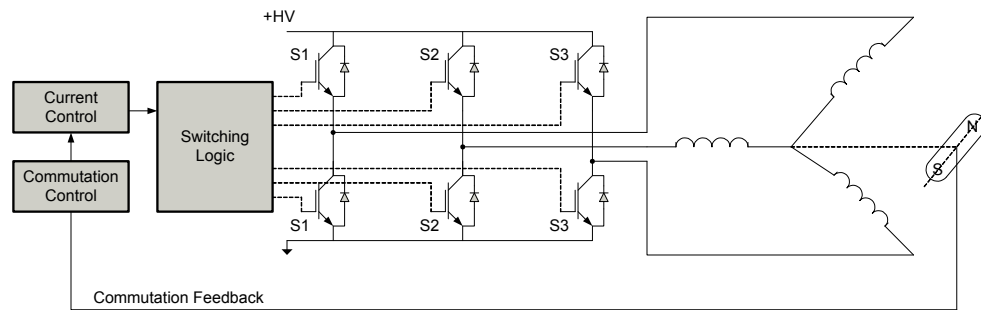 +HV
S1
S2
S3
Current
Control
Switching
Logic
Commutation
Control
N
S
S1
S2
S3
Commutation Feedback